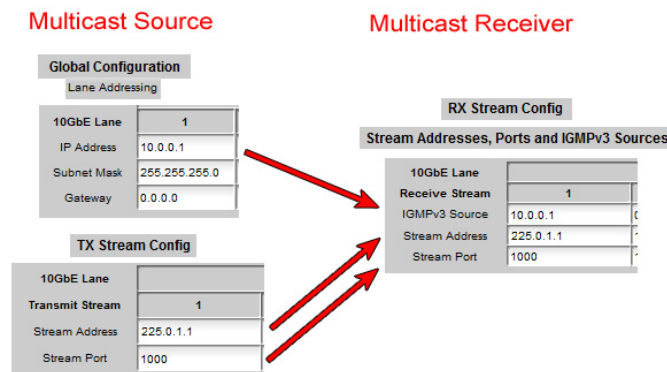 Multicast Source
Multicast Receiver
Global Configuration
Lane Addressing
10GbE Lane 1
IP Address 10.0.0.1
Subnet Mask 255.255.255.0
Gateway 0.0.0.0
TX Stream Config
10GbE Lane
Transmit Stream 1
Stream Address 225.0.1.1
Stream Port 1000
RX Stream Config
Stream Addresses, Ports and IGMPv3 Sources
10GbE Lane
Receive Stream 1
IGMPv3 Source 10.0.0.1
Stream Address 225.0.1.1
Stream Port 1000